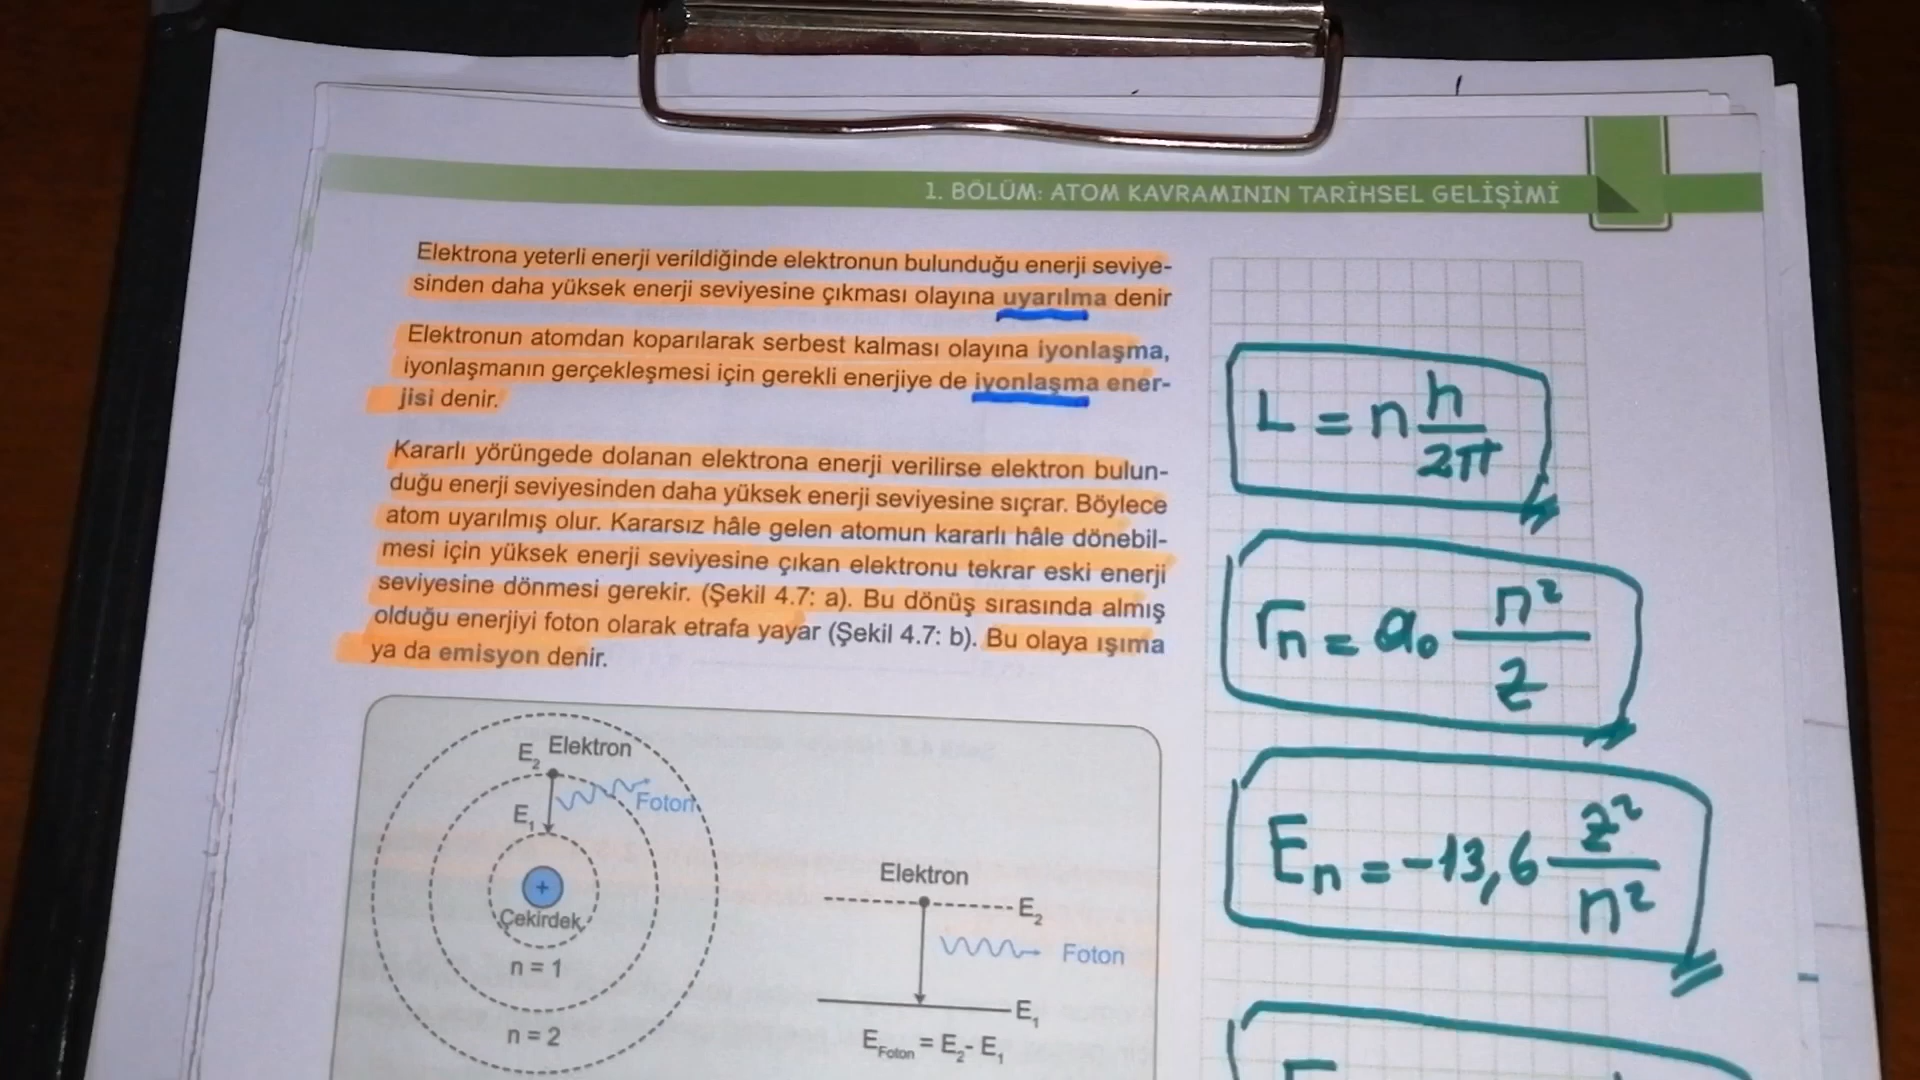 1. BÖLÜM: ATOM KAVRAMININ TARİHSEL GELİŞİMİ
Elektrona yeterli enerji verildiğinde elektronun bulunduğu enerji seviye-
sinden daha yüksek enerji seviyesine çıkması olayına uyarılma denir
Elektronun atomdan koparılarak serbest kalması olayına iyonlaşma,
iyonlaşmanın gerçekleşmesi için gerekli enerjiye de iyonlaşma ener-
jisi denir.
Kararlı yörüngede dolanan elektrona enerji verilirse elektron bulun-
duğu enerji seviyesinden daha yüksek enerji seviyesine sıçrar. Böylece
atom uyarılmış olur. Kararsız hâle gelen atomun kararlı hâle dönebil-
mesi için yüksek enerji seviyesine çıkan elektronu tekrar eski enerji
seviyesine dönmesi gerekir. (Şekil 4.7: a). Bu dönüş sırasında almış
olduğu enerjiyi foton olarak etrafa yayar (Şekil 4.7: b). Bu olaya ışıma
ya da emisyon denir.
E₂ Elektron
Foton
E₁
+
Çekirdek
n = 1
n = 2
Elektron
E₂
Foton
E₁
E_Foton = E₂- E₁
L = n h/2π
rn = a₀ n²/z
En = -13,6 z²/n²